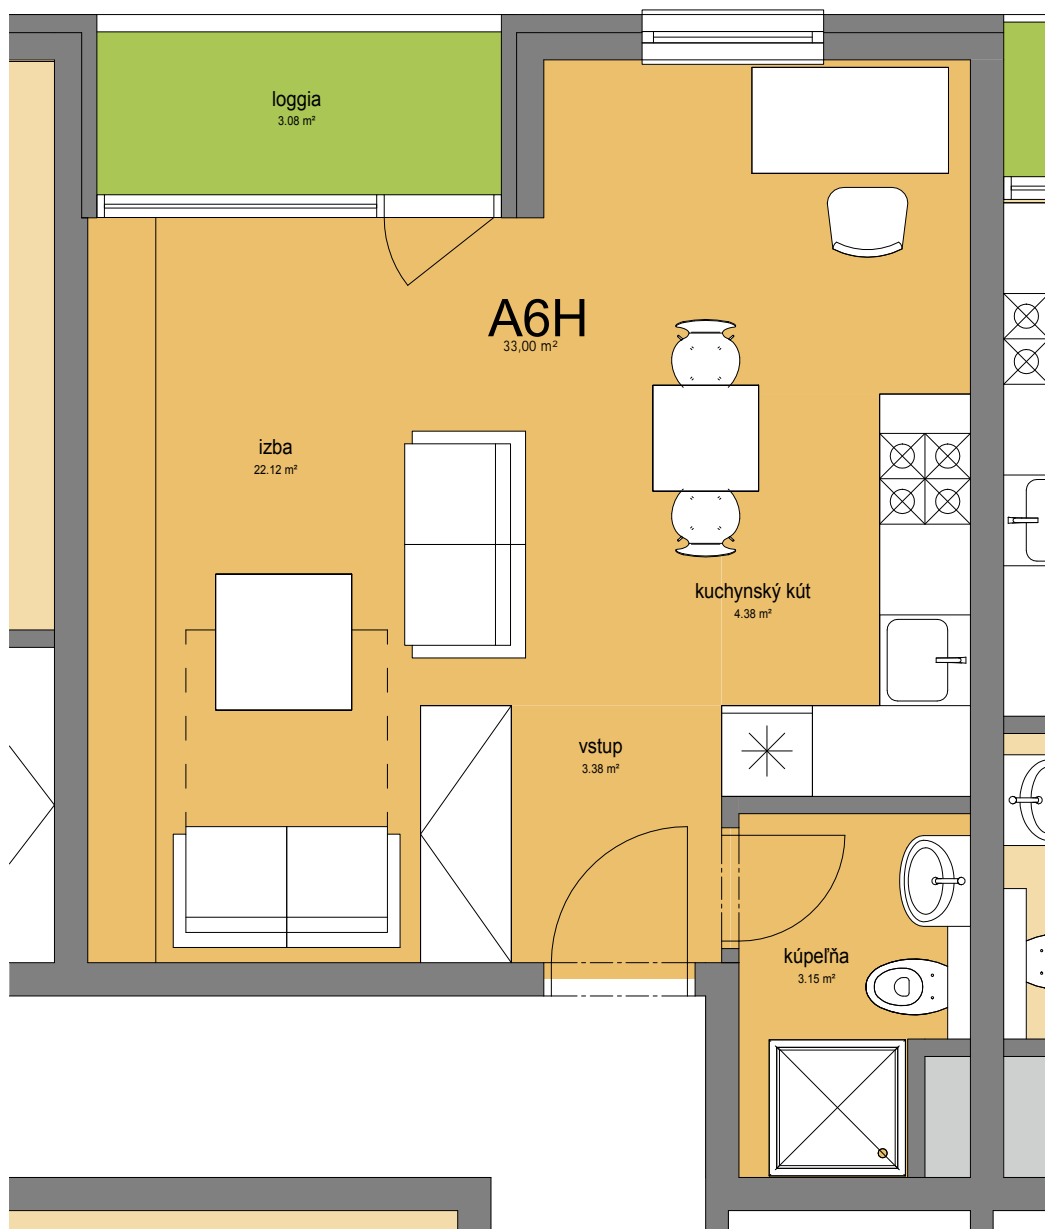 loggia
3.08 m²
A6H
33,00 m²
izba
22.12 m²
kuchynský kút
4.38 m²
vstup
3.38 m²
kúpeľňa
3.15 m²